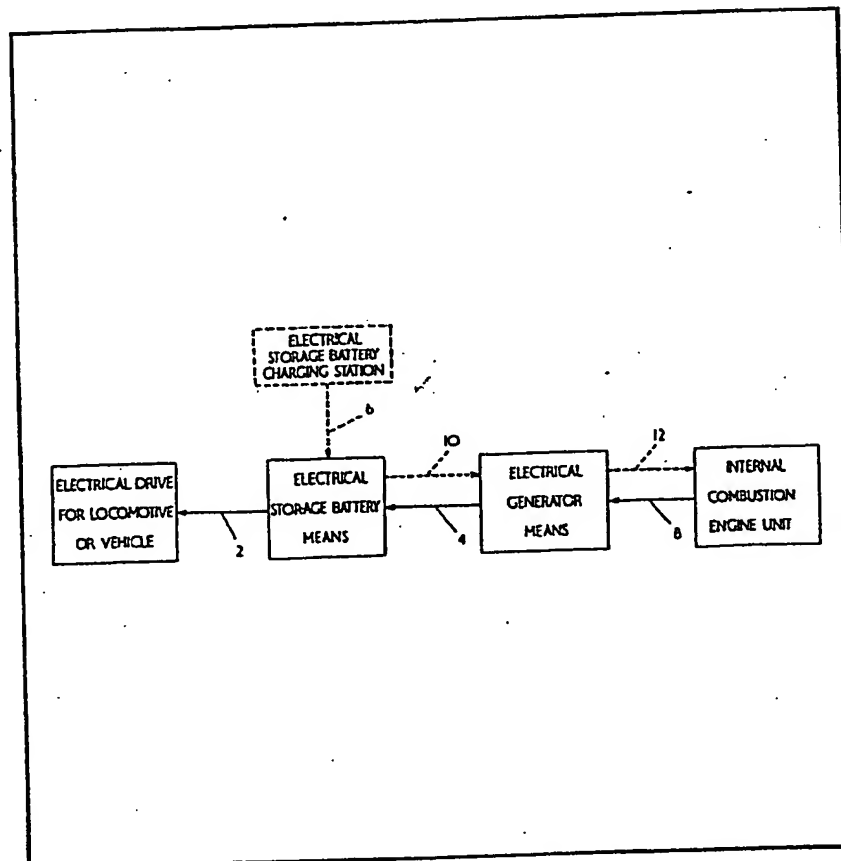 ELECTRICAL
STORAGE BATTERY
CHARGING STATION
6
10
12
ELECTRICAL DRIVE
FOR LOCOMOTIVE
OR VEHICLE
2
ELECTRICAL
STORAGE BATTERY
MEANS
4
ELECTRICAL
GENERATOR
MEANS
8
INTERNAL
COMBUSTION
ENGINE UNIT